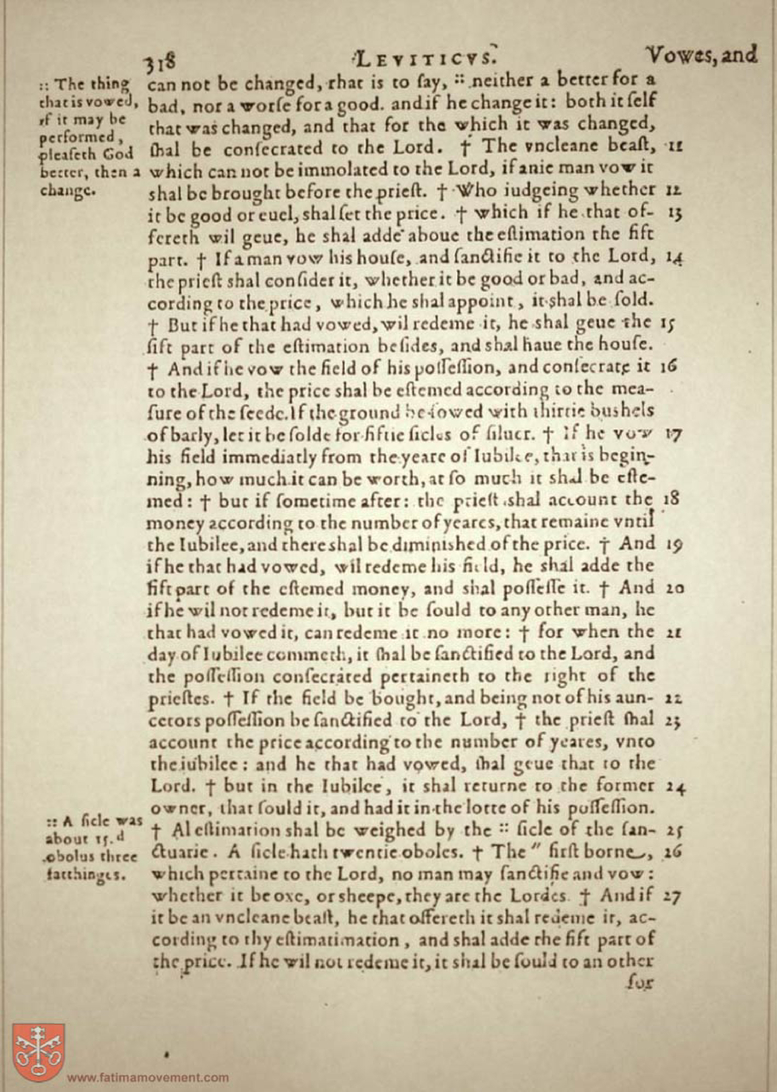 318
LEVITICVS.
Vowes, and
:: The thing
that is vowed,
if it may be
performed,
pleaseth God
better, then a
change.
can not be changed, that is to ſay, :: neither a better for a
bad, nor a worſe for a good. and if he change it: both it ſelf
that was changed, and that for the which it was changed,
ſhal be conſecrated to the Lord. † The vncleane beaſt, 11
which can not be immolated to the Lord, if anie man vow it
shal be brought before the prieſt. † Who iudgeing whether 12
it be good or euel, shal ſet the price. † which if he that of- 13
fereth wil geue, he shal adde aboue the eſtimation the fift
part. † If a man vow his houſe, and ſanctifie it to the Lord, 14
the prieſt shal conſider it, whether it be good or bad, and ac-
cording to the price, which he shal appoint, it shal be ſold.
† But if he that had vowed, wil redeme it, he shal geue the 15
fift part of the eſtimation beſides, and shal haue the houſe.
† And if he vow the field of his poſſeſſion, and conſecrate it 16
to the Lord, the price shal be eſtemed according to the mea-
ſure of the ſeede. If the ground be ſowed with thirtie bushels
of barly, let it be ſolde for fiftie ſicles of ſiluer. † If he vow 17
his field immediatly from the yeare of Iubilee, that is begin-
ning, how much it can be worth, at ſo much it shal be eſte-
med: † but if ſometime after: the prieſt shal account the 18
money according to the number of yeares, that remaine vntil
the Iubilee, and there shal be diminished of the price. † And 19
if he that had vowed, wil redeme his field, he shal adde the
fift part of the eſtemed money, and shal poſſeſſe it. † And 20
if he wil not redeme it, but it be ſould to any other man, he
that had vowed it, can redeme it no more: † for when the 21
day of Iubilee commeth, it shal be ſanctified to the Lord, and
the poſſeſſion conſecrated pertaineth to the right of the
prieſtes. † If the field be bought, and being not of his aun- 22
cetors poſſeſſion be ſanctified to the Lord, † the prieſt shal 23
account the price according to the number of yeares, vnto
the iubilee: and he that had vowed, ſhal geue that to the
Lord. † but in the Iubilee, it shal returne to the former 24
owner, that ſould it, and had it in the lotte of his poſſeſſion.
:: A ſicle was
about 15.d
obolus three
farthinges.
† Al eſtimation shal be weighed by the :: ſicle of the ſan- 25
ctuarie. A ſicle hath twentie oboles. † The " firſt borne, 26
which pertaine to the Lord, no man may ſanctifie and vow:
whether it be oxe, or sheepe, they are the Lordes. † And if 27
it be an vncleane beaſt, he that offereth it shal redeme it, ac-
cording to thy eſtimatimation, and shal adde the fift part of
the price. If he wil not redeme it, it shal be ſould to an other
for
www.fatimamovement.com